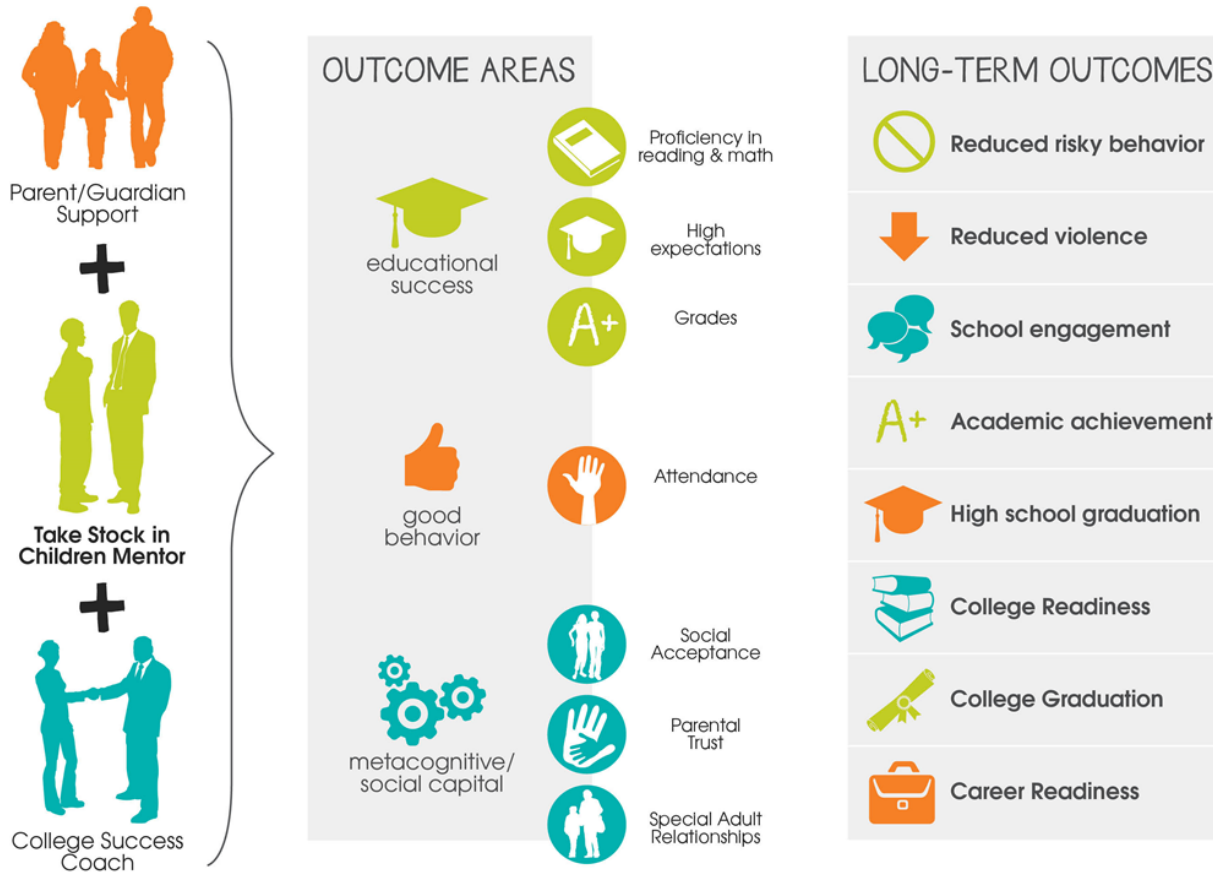 Parent/Guardian
Support
Take Stock in
Children Mentor
College Success
Coach
OUTCOME AREAS
educational
success
Proficiency in
reading & math
High
expectations
A+
Grades
good
behavior
Attendance
metacognitive/
social capital
Social
Acceptance
Parental
Trust
Special Adult
Relationships
LONG-TERM OUTCOMES
Reduced risky behavior
Reduced violence
School engagement
A+ Academic achievement
High school graduation
College Readiness
College Graduation
Career Readiness